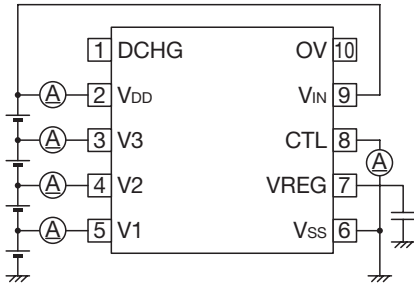 1 DCHG OV 10
A 2 VDD VIN 9
A 3 V3 CTL 8
A
A 4 V2 VREG 7
A 5 V1 VSS 6